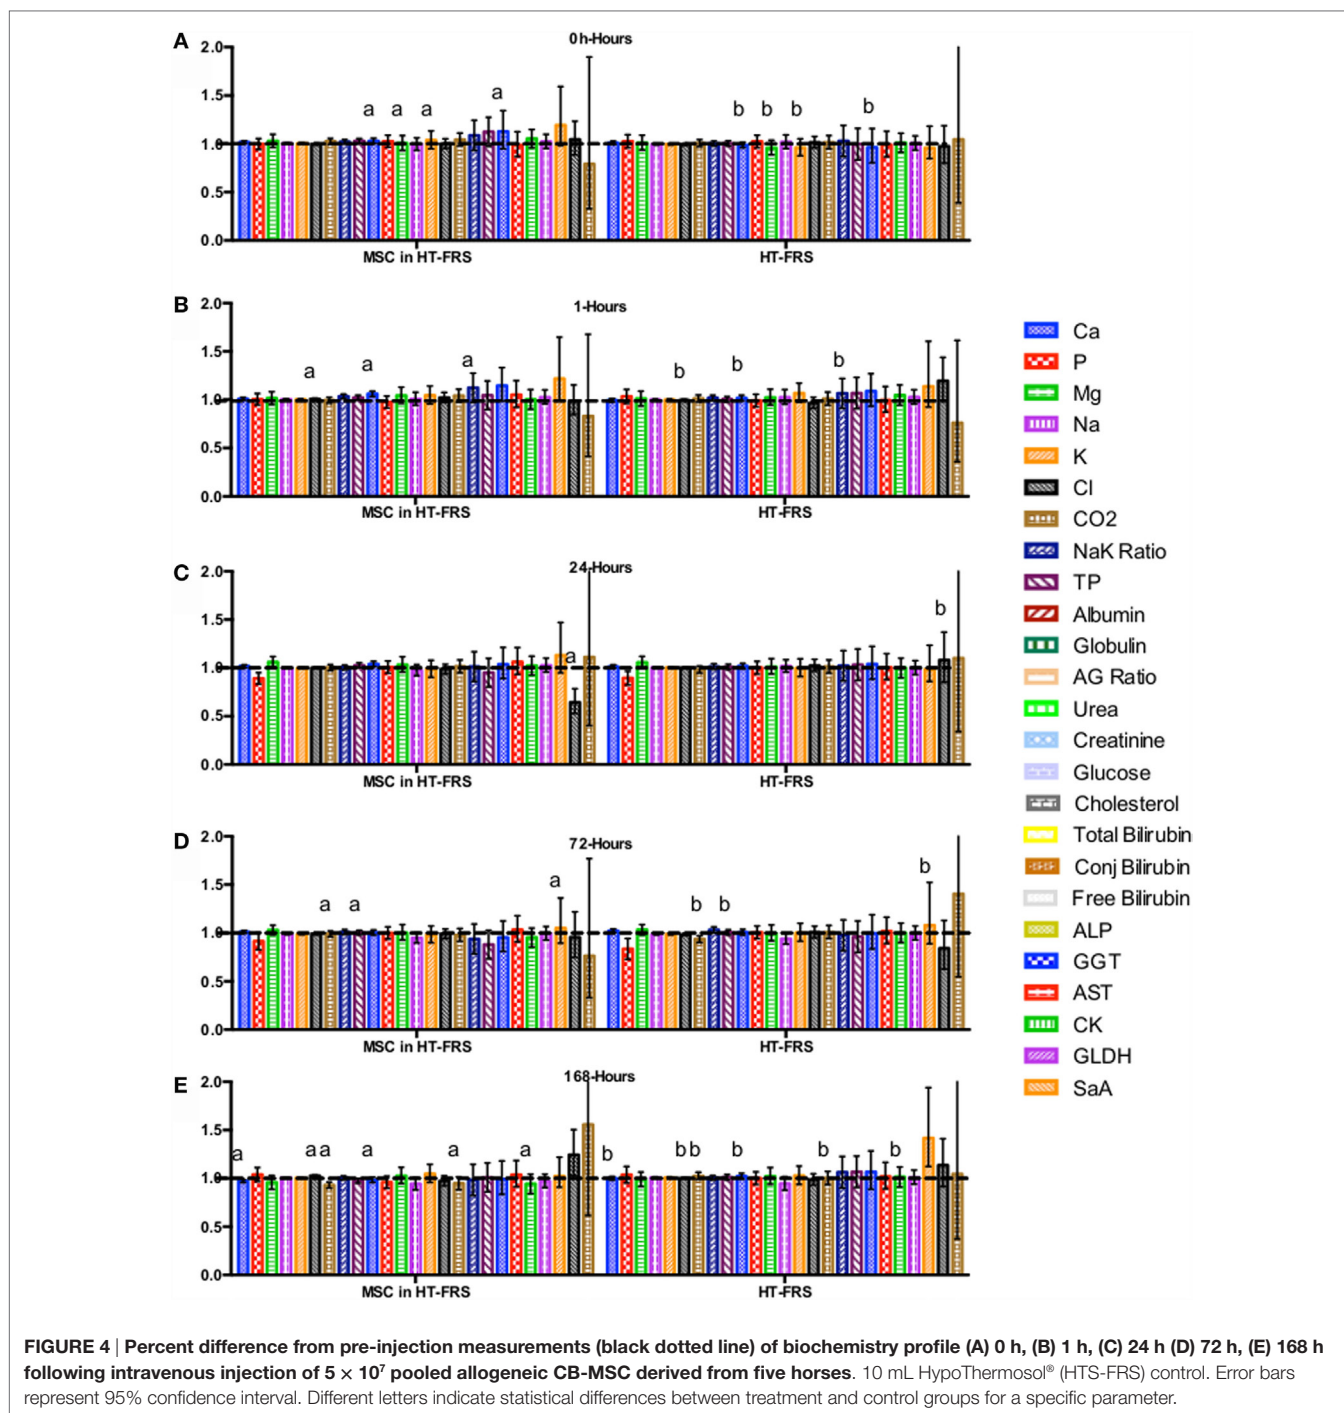 A
0h-Hours
2.0
1.5
1.0
0.5
0.0
a a a a
b b b b
MSC in HT-FRS
HT-FRS
B
1-Hours
2.0
1.5
1.0
0.5
0.0
a a a
b b b
MSC in HT-FRS
HT-FRS
C
24-Hours
2.0
1.5
1.0
0.5
0.0
a
b
MSC in HT-FRS
HT-FRS
D
72-Hours
2.0
1.5
1.0
0.5
0.0
a a a
b b b
MSC in HT-FRS
HT-FRS
E
168-Hours
2.0
1.5
1.0
0.5
0.0
a a a a a a
b b b b b b
MSC in HT-FRS
HT-FRS
Ca
P
Mg
Na
K
Cl
CO2
NaK Ratio
TP
Albumin
Globulin
AG Ratio
Urea
Creatinine
Glucose
Cholesterol
Total Bilirubin
Conj Bilirubin
Free Bilirubin
ALP
GGT
AST
CK
GLDH
SaA
FIGURE 4 | Percent difference from pre-injection measurements (black dotted line) of biochemistry profile (A) 0 h, (B) 1 h, (C) 24 h (D) 72 h, (E) 168 h
following intravenous injection of 5 × 10⁷ pooled allogeneic CB-MSC derived from five horses. 10 mL HypoThermosol® (HTS-FRS) control. Error bars
represent 95% confidence interval. Different letters indicate statistical differences between treatment and control groups for a specific parameter.